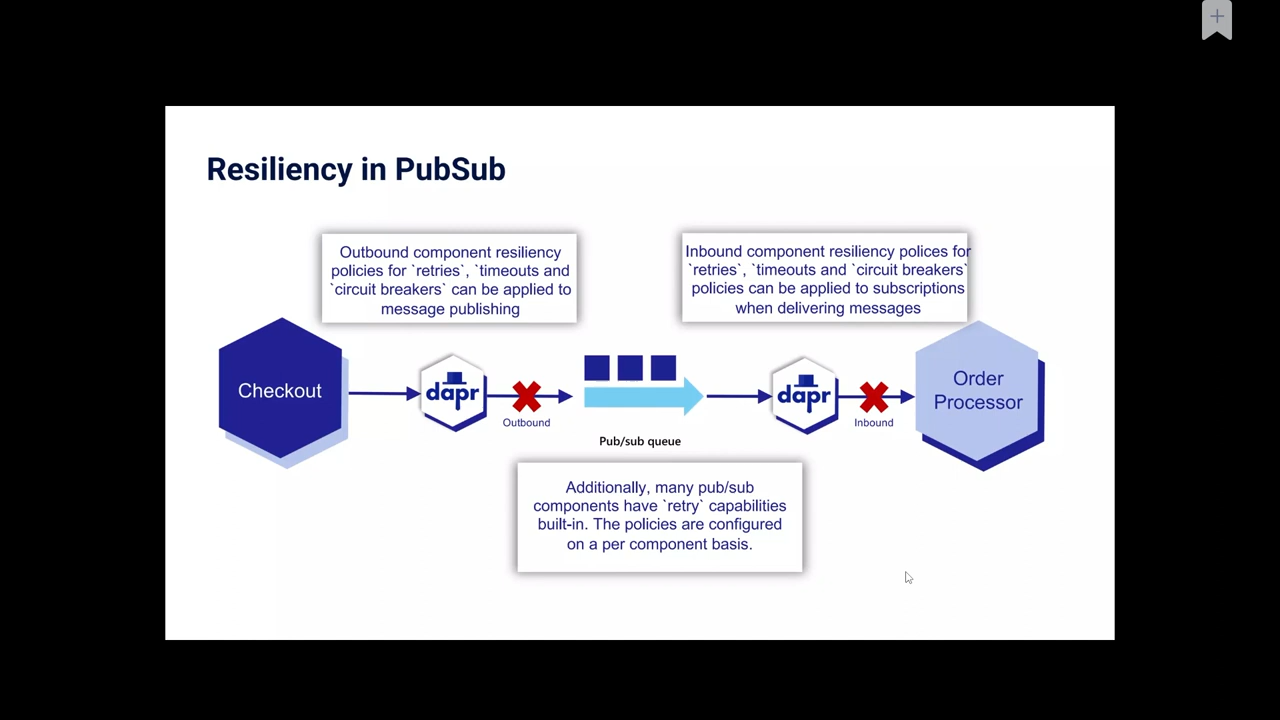 Resiliency in PubSub
Outbound component resiliency
policies for `retries`, `timeouts and
`circuit breakers` can be applied to
message publishing
Inbound component resiliency polices for
`retries`, `timeouts and `circuit breakers`
policies can be applied to subscriptions
when delivering messages
Checkout
dapr
Outbound
Pub/sub queue
dapr
Inbound
Order
Processor
Additionally, many pub/sub
components have `retry` capabilities
built-in. The policies are configured
on a per component basis.